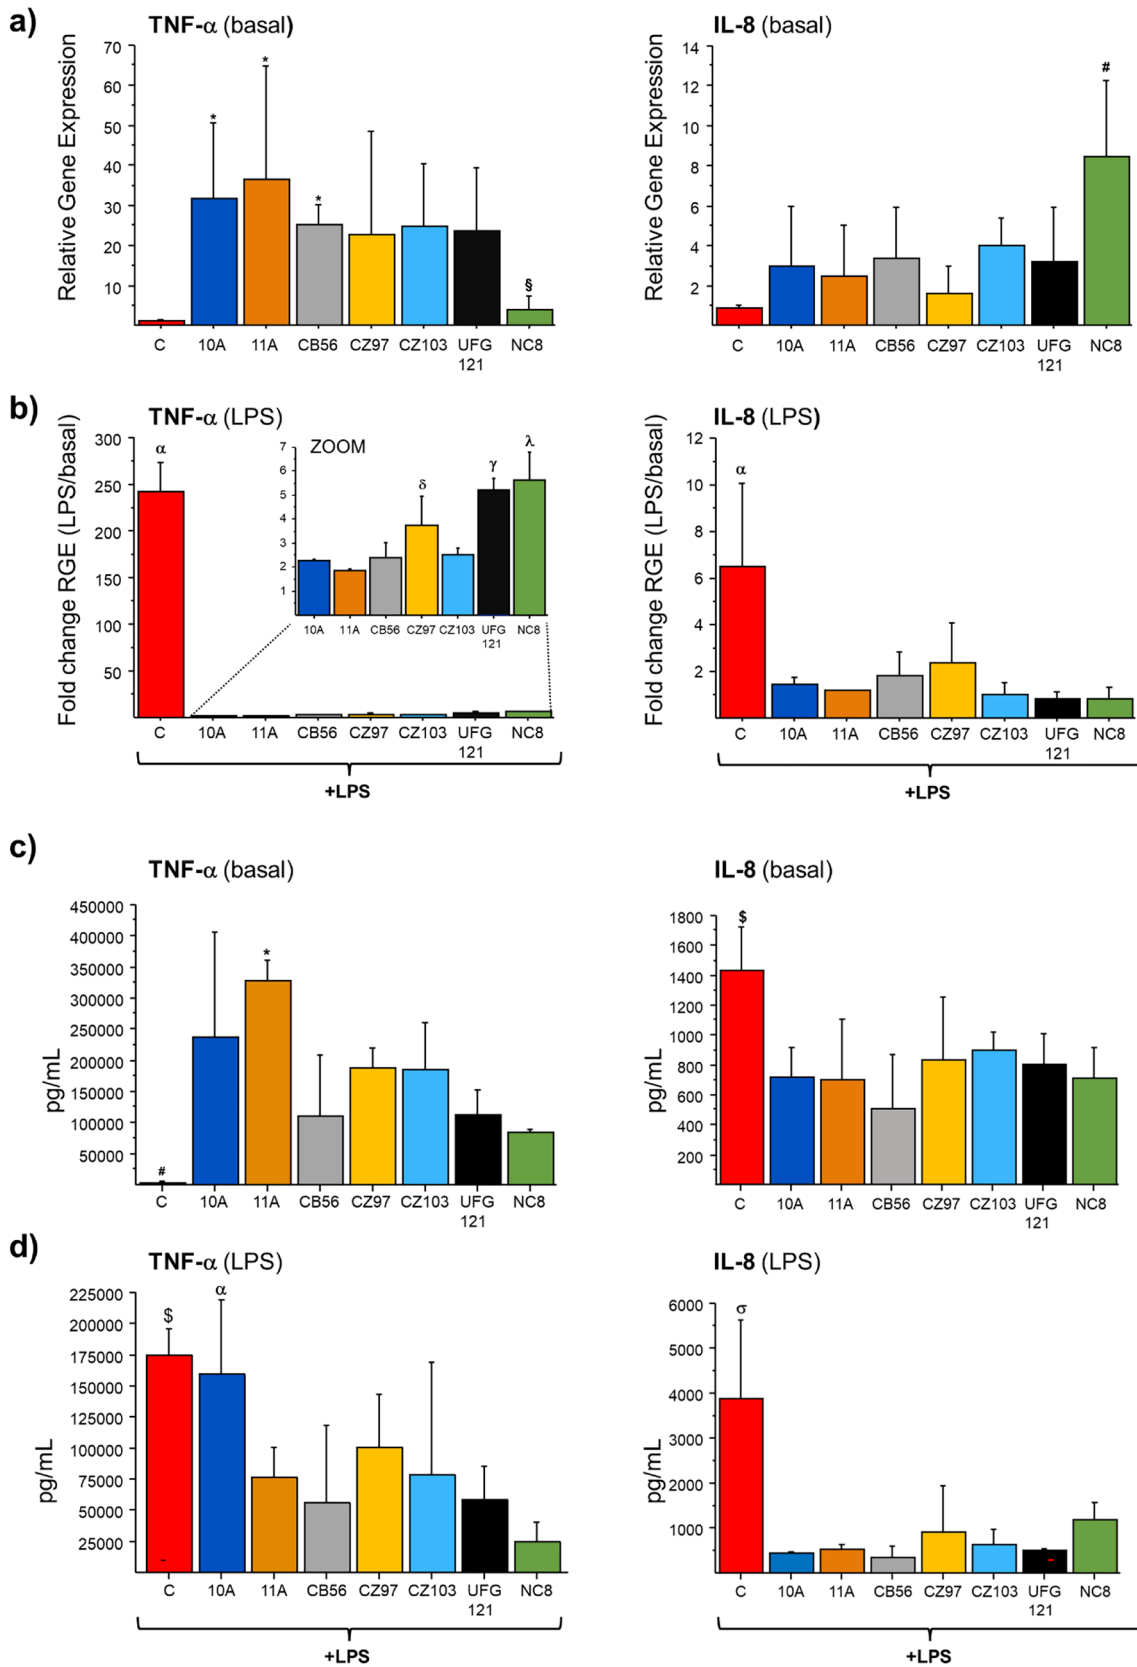 a)
TNF-α (basal)
Relative Gene Expression
70
60
50
40
30
20
10
*
*
*
§
C
10A
11A
CB56
CZ97
CZ103
UFG
121
NC8
IL-8 (basal)
Relative Gene Expression
14
12
10
8
6
4
2
#
C
10A
11A
CB56
CZ97
CZ103
UFG
121
NC8
b)
TNF-α (LPS)
Fold change RGE (LPS/basal)
300
250
200
150
100
50
α
ZOOM
7
6
5
4
3
2
1
δ
γ
λ
10A
11A
CB56
CZ97
CZ103
UFG
121
NC8
C
10A
11A
CB56
CZ97
CZ103
UFG
121
NC8
+LPS
IL-8 (LPS)
Fold change RGE (LPS/basal)
12
10
8
6
4
2
α
C
10A
11A
CB56
CZ97
CZ103
UFG
121
NC8
+LPS
c)
TNF-α (basal)
pg/mL
450000
400000
350000
300000
250000
200000
150000
100000
50000
#
*
C
10A
11A
CB56
CZ97
CZ103
UFG
121
NC8
IL-8 (basal)
pg/mL
1800
1600
1400
1200
1000
800
600
400
200
$
C
10A
11A
CB56
CZ97
CZ103
UFG
121
NC8
d)
TNF-α (LPS)
pg/mL
225000
200000
175000
150000
125000
100000
75000
50000
25000
$
α
C
10A
11A
CB56
CZ97
CZ103
UFG
121
NC8
+LPS
IL-8 (LPS)
pg/mL
6000
5000
4000
3000
2000
1000
σ
C
10A
11A
CB56
CZ97
CZ103
UFG
121
NC8
+LPS